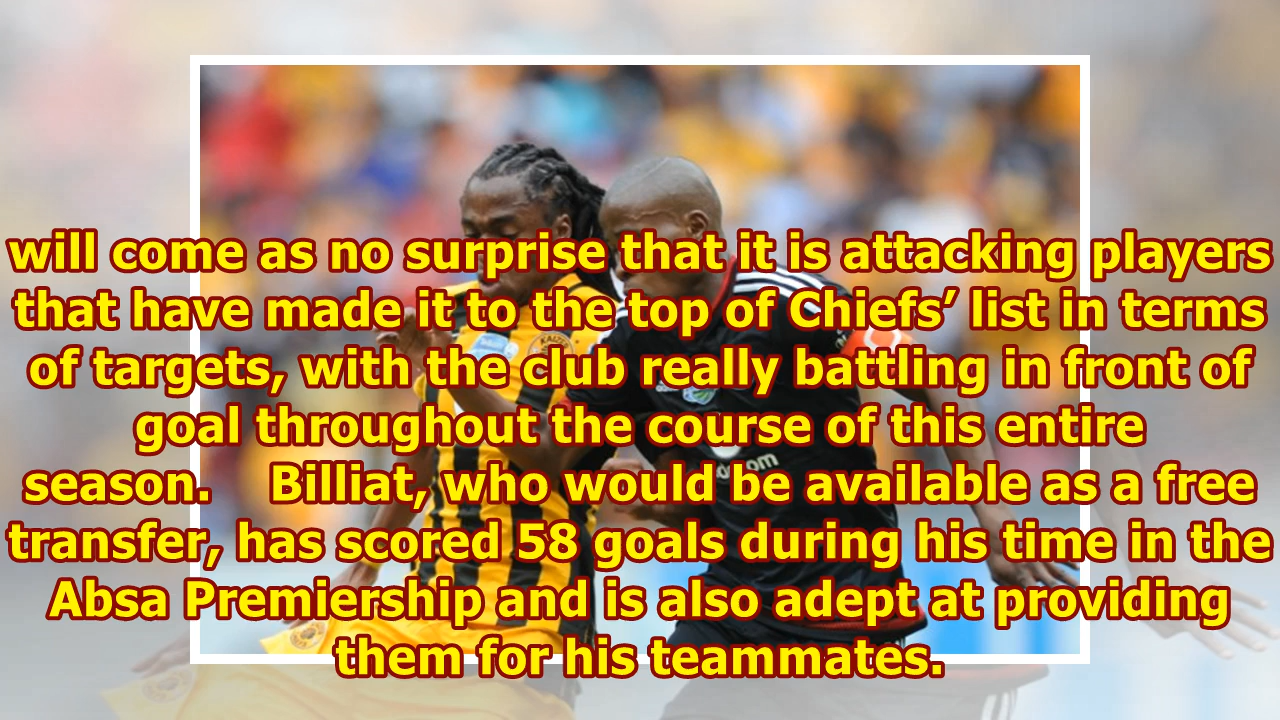 will come as no surprise that it is attacking players
that have made it to the top of Chiefs’ list in terms
of targets, with the club really battling in front of
goal throughout the course of this entire
season.    Billiat, who would be available as a free
transfer, has scored 58 goals during his time in the
Absa Premiership and is also adept at providing
them for his teammates.